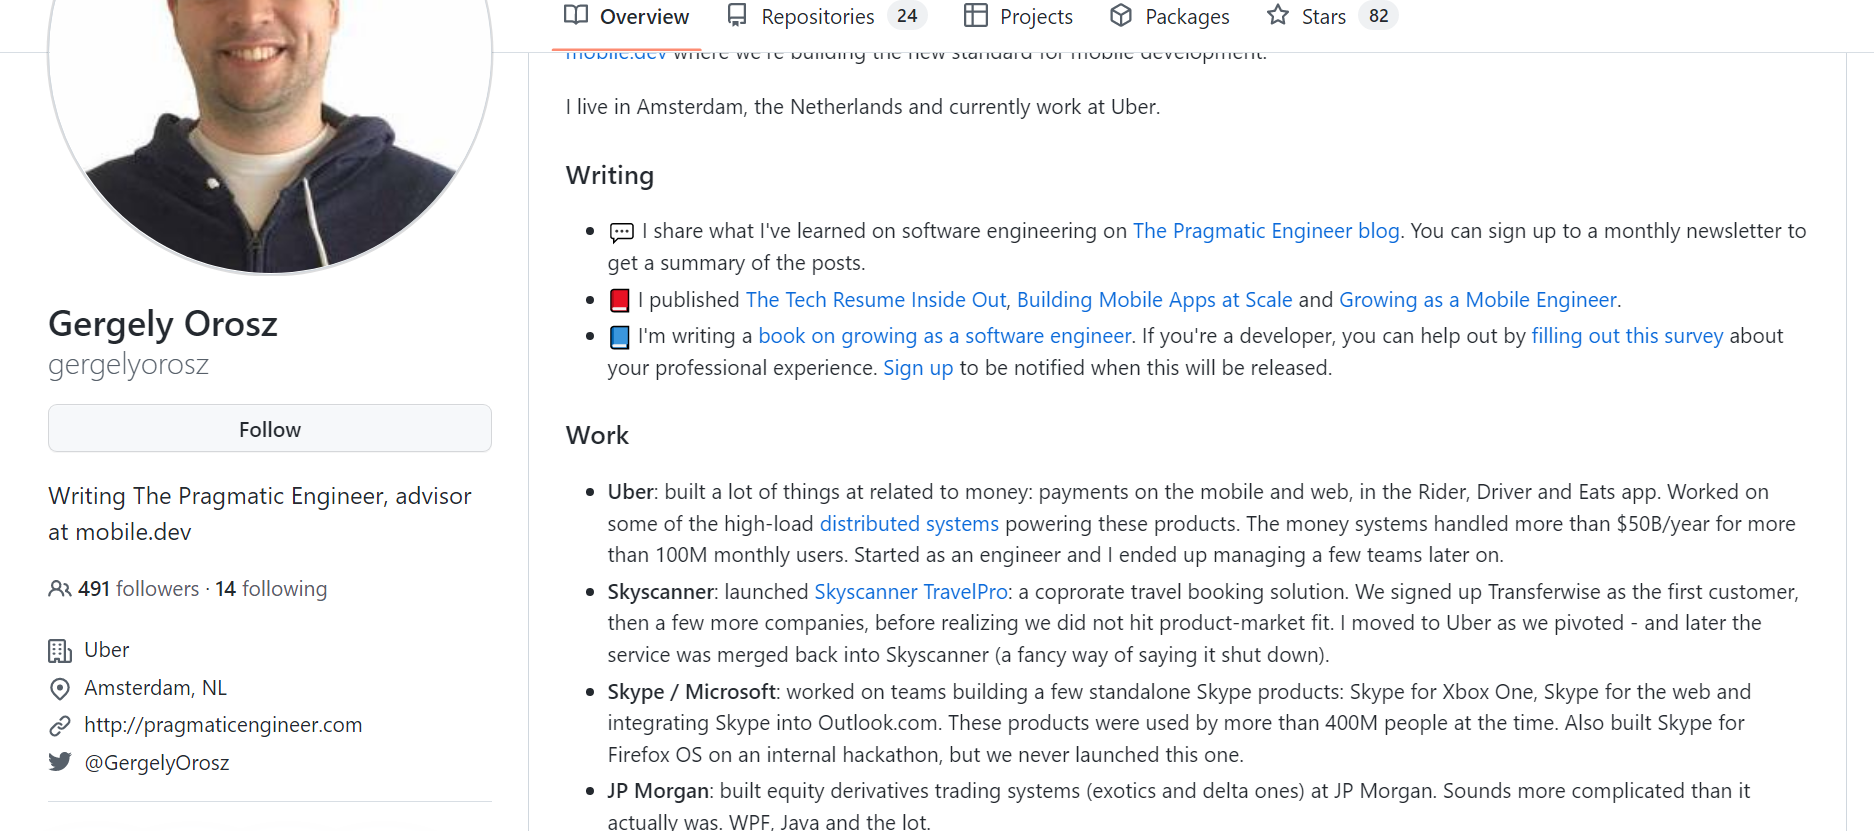 Overview Repositories 24 Projects Packages Stars 82
mobile.dev where we're building the new standard for mobile development.
I live in Amsterdam, the Netherlands and currently work at Uber.
Writing
I share what I've learned on software engineering on The Pragmatic Engineer blog. You can sign up to a monthly newsletter to
get a summary of the posts.
I published The Tech Resume Inside Out, Building Mobile Apps at Scale and Growing as a Mobile Engineer.
I'm writing a book on growing as a software engineer. If you're a developer, you can help out by filling out this survey about
your professional experience. Sign up to be notified when this will be released.
Work
Uber: built a lot of things at related to money: payments on the mobile and web, in the Rider, Driver and Eats app. Worked on
some of the high-load distributed systems powering these products. The money systems handled more than $50B/year for more
than 100M monthly users. Started as an engineer and I ended up managing a few teams later on.
Skyscanner: launched Skyscanner TravelPro: a coprorate travel booking solution. We signed up Transferwise as the first customer,
then a few more companies, before realizing we did not hit product-market fit. I moved to Uber as we pivoted - and later the
service was merged back into Skyscanner (a fancy way of saying it shut down).
Skype / Microsoft: worked on teams building a few standalone Skype products: Skype for Xbox One, Skype for the web and
integrating Skype into Outlook.com. These products were used by more than 400M people at the time. Also built Skype for
Firefox OS on an internal hackathon, but we never launched this one.
JP Morgan: built equity derivatives trading systems (exotics and delta ones) at JP Morgan. Sounds more complicated than it
actually was. WPF, Java and the lot.
Gergely Orosz
gergelyorosz
Follow
Writing The Pragmatic Engineer, advisor
at mobile.dev
491 followers · 14 following
Uber
Amsterdam, NL
http://pragmaticengineer.com
@GergelyOrosz